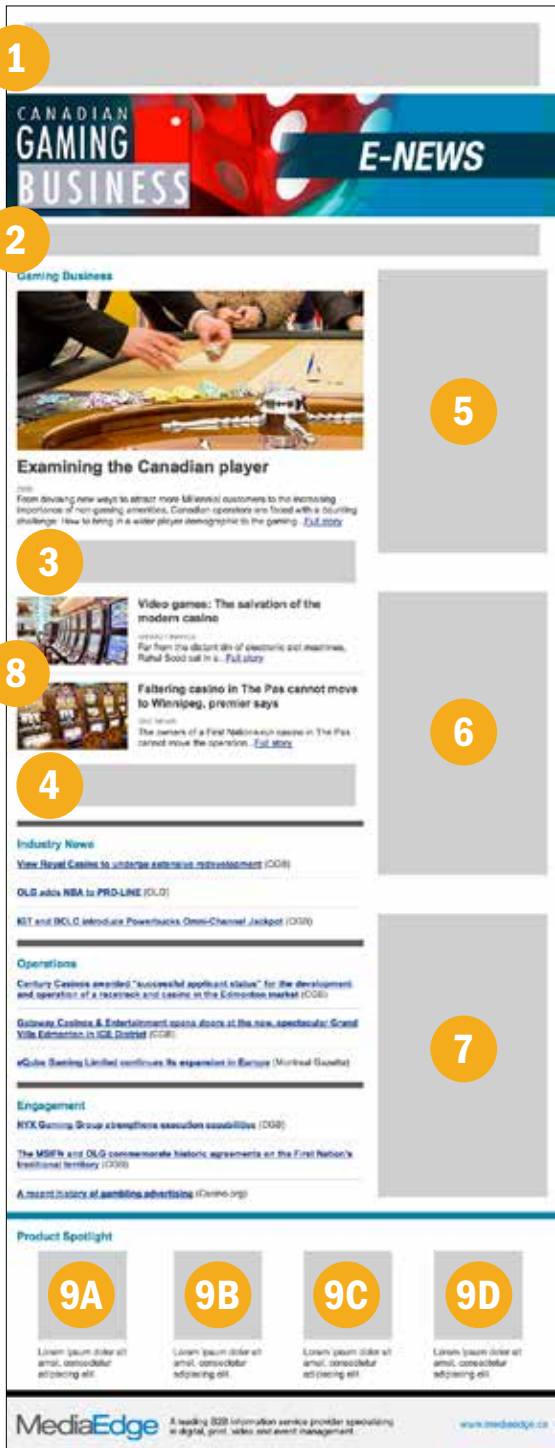 1
CANADIAN
GAMING
BUSINESS
E-NEWS
2
Gaming Business
5
Examining the Canadian player
From devising new ways to attract more Millennial customers to the increasing
importance of non-gaming amenities, Canadian operators are faced with a daunting
challenge: How to bring in a wider player demographic to the gaming...Full story
3
Video games: The salvation of the
modern casino
Far from the distant din of electronic slot machines,
Rahul Sood sat in a...Full story
8
Faltering casino in The Pas cannot move
to Winnipeg, premier says
The owners of a First Nations-run casino in The Pas
cannot move the operation...Full story
6
4
Industry News
View Royal Casino to undergo extensive redevelopment (CGB)
OLG adds NBA to PRO-LINE (OLG)
IGT and BCLC introduce Powerbucks Omni-Channel Jackpot (CGB)
Operations
Century Casinos awarded "successful applicant status" for the development
and operation of a racetrack and casino in the Edmonton market (CGB)
Gateway Casinos & Entertainment opens doors at the new, spectacular Grand
Villa Edmonton in ICE District (CGB)
eQube Gaming Limited continues its expansion in Europe (Montreal Gazette)
7
Engagement
NYX Gaming Group strengthens execution capabilities (CGB)
The MSIFN and OLG commemorate historic agreements on the First Nation's
traditional territory (CGB)
A recent history of gambling advertising (Casino.org)
Product Spotlight
9A
9B
9C
9D
Lorem ipsum dolor sit
amet, consectetur
adipiscing elit
Lorem ipsum dolor sit
amet, consectetur
adipiscing elit
Lorem ipsum dolor sit
amet, consectetur
adipiscing elit
Lorem ipsum dolor sit
amet, consectetur
adipiscing elit
MediaEdge
A leading B2B information service provider specializing
in digital, print, video and event management
www.mediaedge.ca